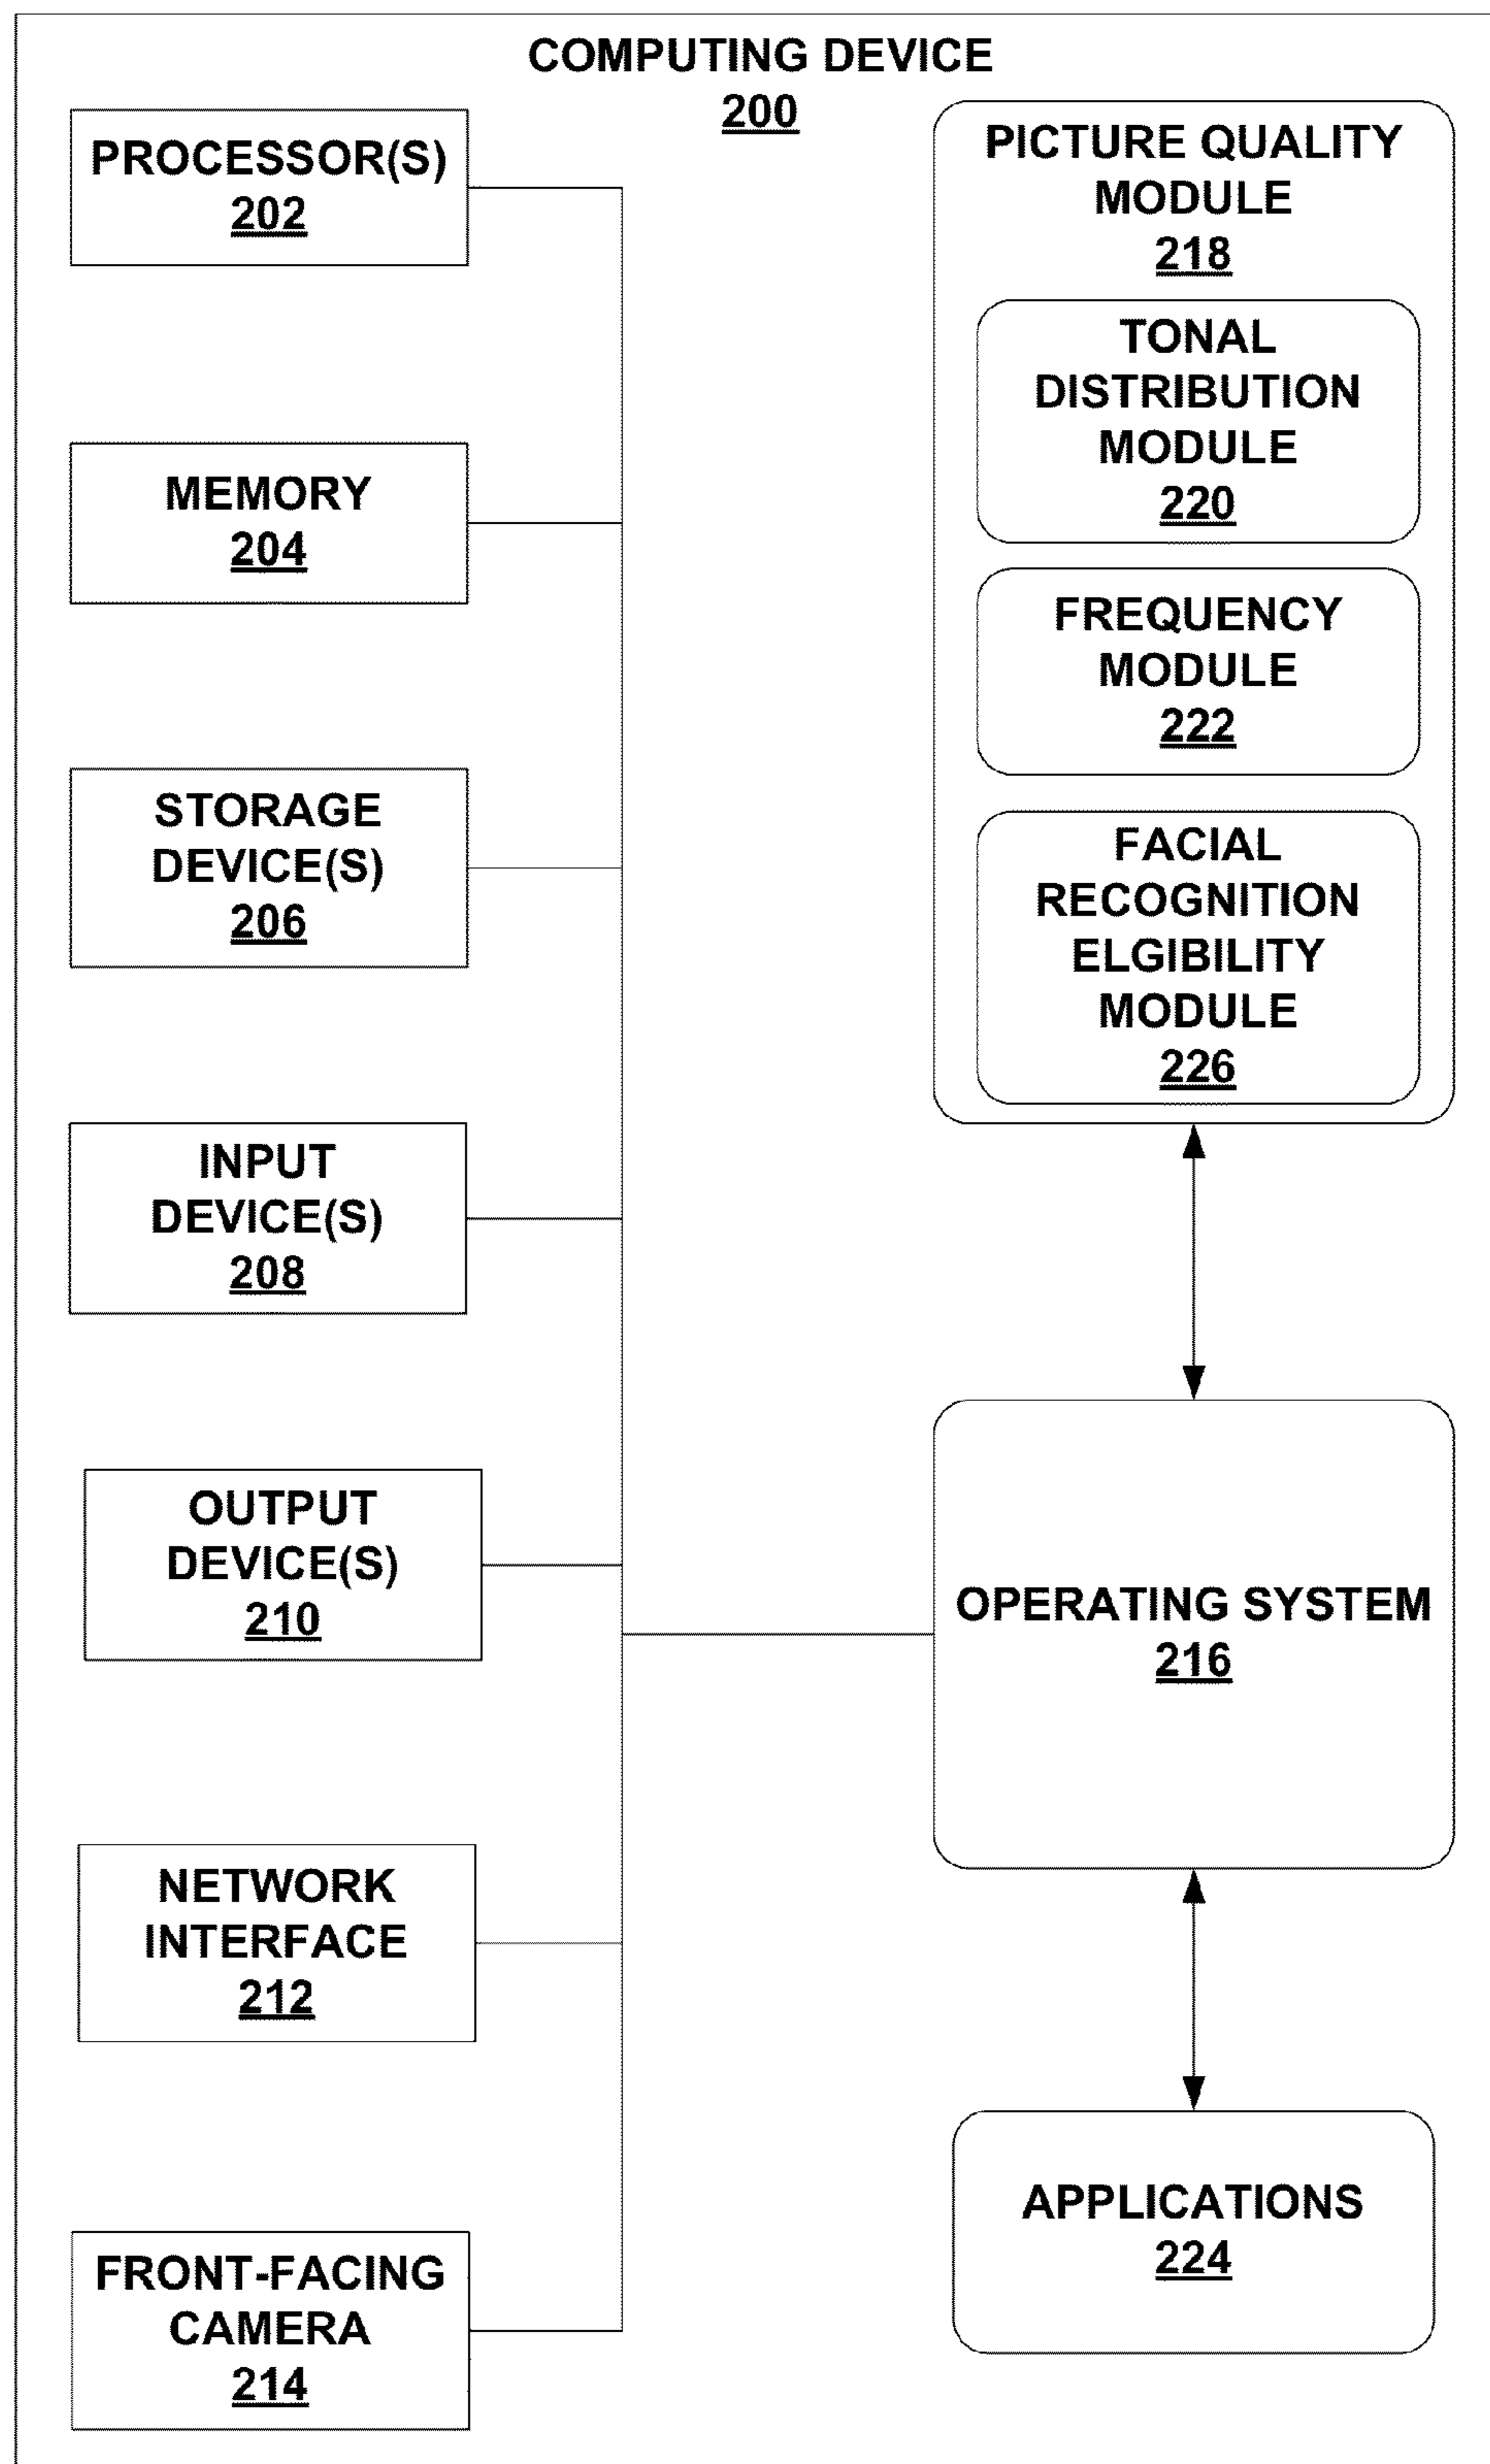 COMPUTING DEVICE
200
PROCESSOR(S)
202
MEMORY
204
STORAGE
DEVICE(S)
206
INPUT
DEVICE(S)
208
OUTPUT
DEVICE(S)
210
NETWORK
INTERFACE
212
FRONT-FACING
CAMERA
214
PICTURE QUALITY
MODULE
218
TONAL
DISTRIBUTION
MODULE
220
FREQUENCY
MODULE
222
FACIAL
RECOGNITION
ELGIBILITY
MODULE
226
OPERATING SYSTEM
216
APPLICATIONS
224